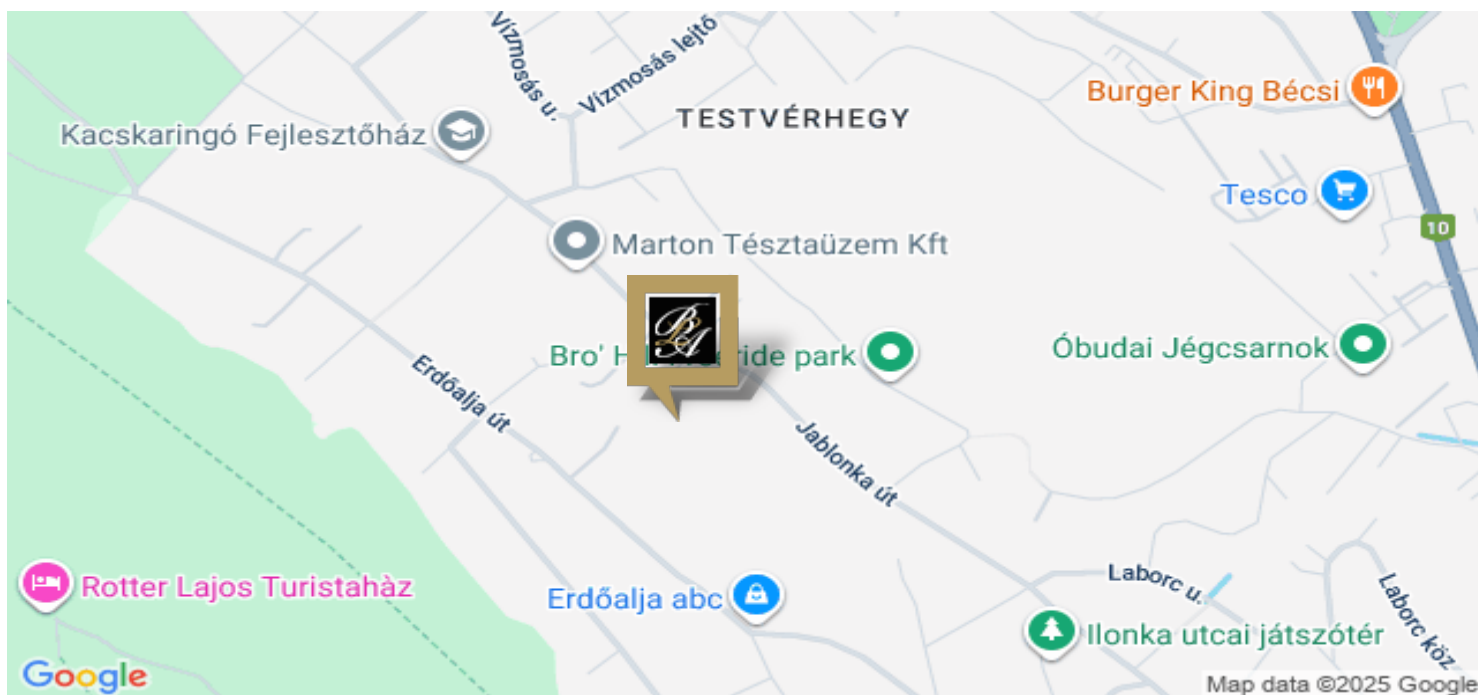 Vízmosás u.
Vízmosás lejtő
TESTVÉRHEGY
Burger King Bécsi
Kacskaringó Fejlesztőház
Tesco
10
Marton Tésztaüzem Kft
BA
Bro' H
ride park
Óbudai Jégcsarnok
Erdőalja út
Jablonka út
Rotter Lajos Turistahàz
Erdőalja abc
Laborc u.
Laborc köz
Ilonka utcai játszótér
Google
Map data ©2025 Google